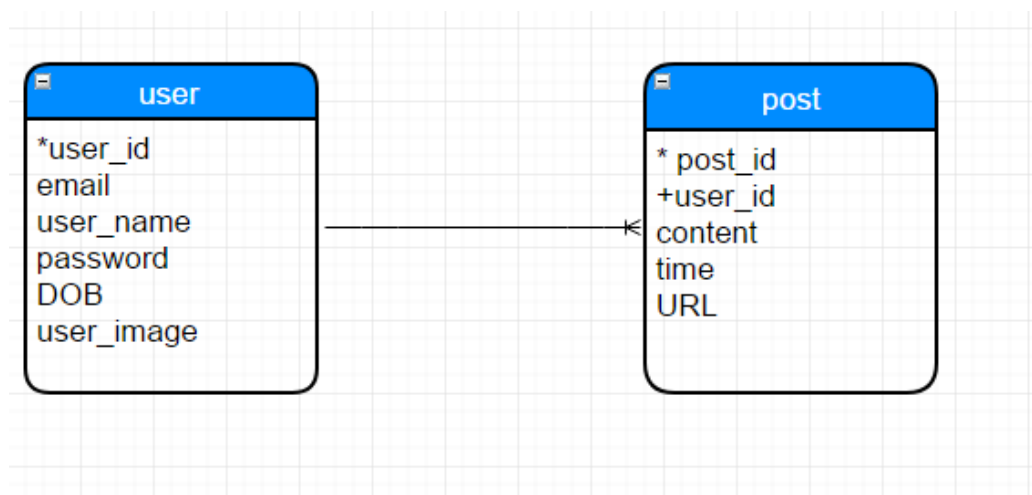 user
*user_id
email
user_name
password
DOB
user_image
post
* post_id
+user_id
content
time
URL